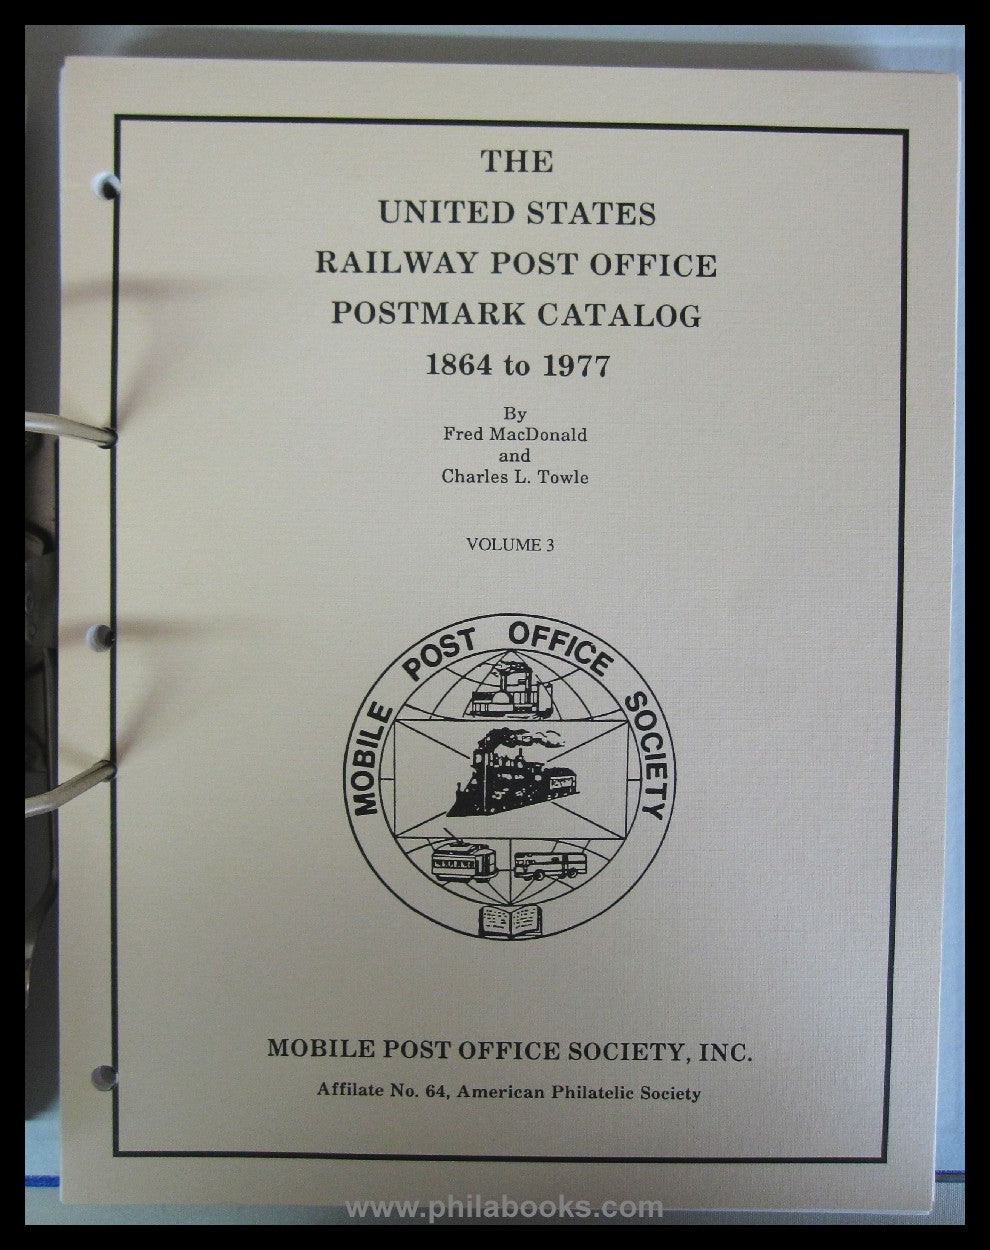 THE
UNITED STATES
RAILWAY POST OFFICE
POSTMARK CATALOG
1864 to 1977
By
Fred MacDonald
and
Charles L. Towle
VOLUME 3
MOBILE POST OFFICE SOCIETY
MOBILE POST OFFICE SOCIETY, INC.
Affilate No. 64, American Philatelic Society
www.philabooks.com